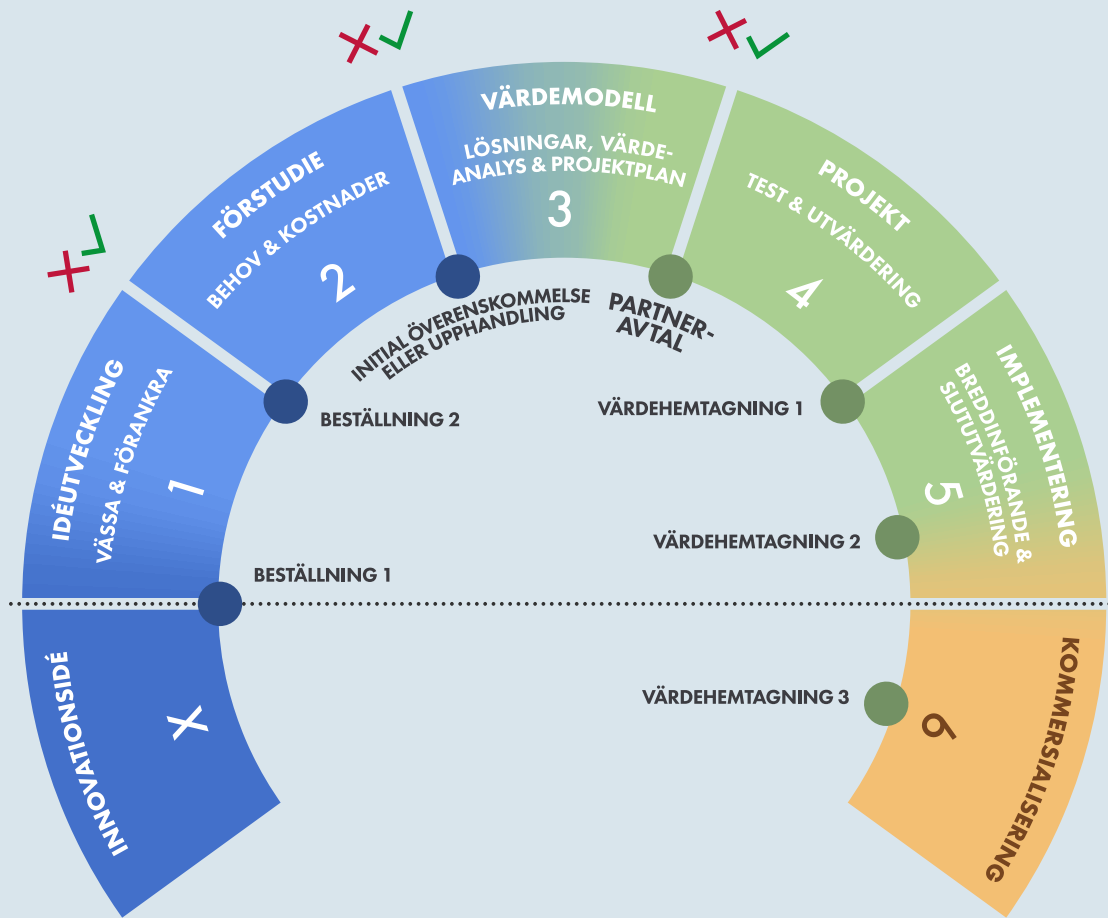 INNOVATIONSIDÉ
X
BESTÄLLNING 1
IDÉUTVECKLING
VÄSSA & FÖRANKRA
1
BESTÄLLNING 2
FÖRSTUDIE
BEHOV & KOSTNADER
2
INITIAL ÖVERENSKOMMELSE
ELLER UPPHANDLING
VÄRDEMODELL
LÖSNINGAR, VÄRDE-
ANALYS & PROJEKTPLAN
3
PARTNER-
AVTAL
PROJEKT
TEST & UTVÄRDERING
4
VÄRDEHEMTAGNING 1
IMPLEMENTERING
BREDDINFÖRANDE &
SLUTUTVÄRDERING
5
VÄRDEHEMTAGNING 2
KOMMERSIALISERING
6
VÄRDEHEMTAGNING 3